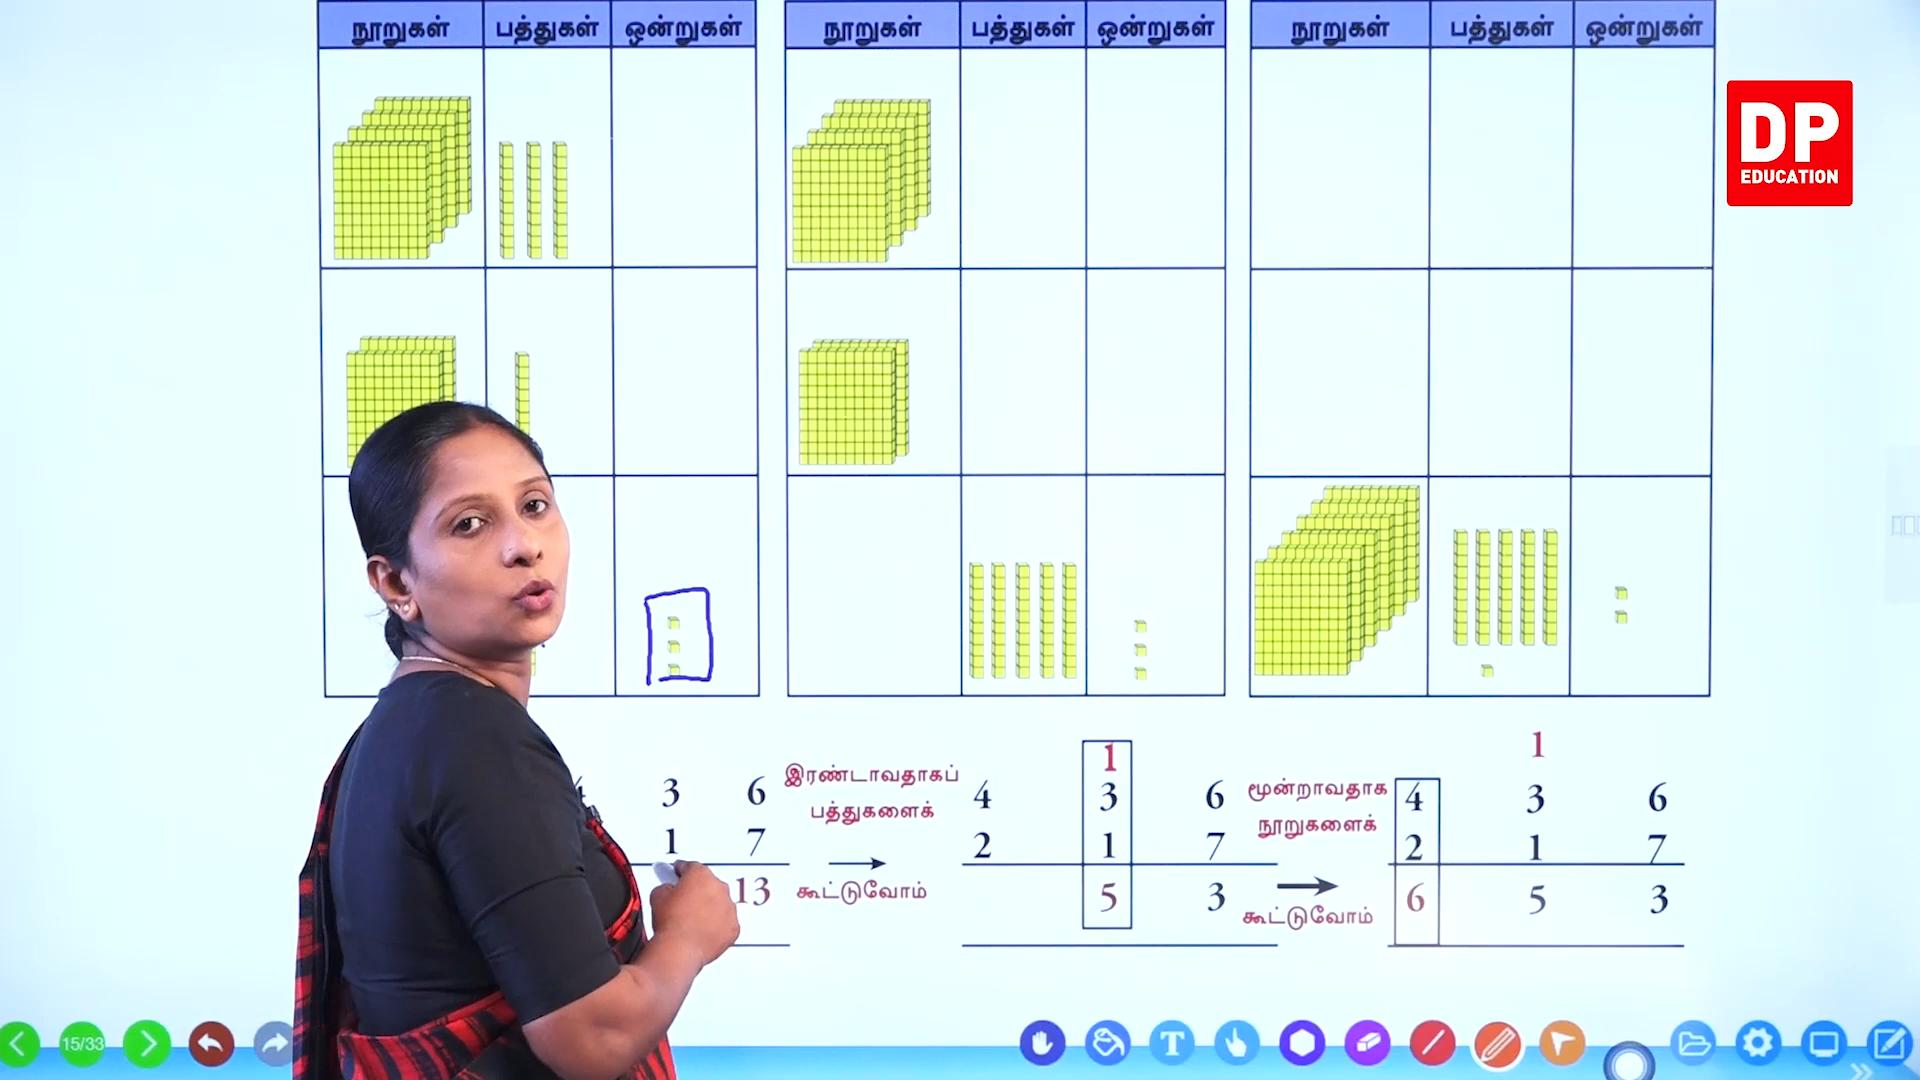 நூறுகள் பத்துகள் ஒன்றுகள்
நூறுகள் பத்துகள் ஒன்றுகள்
நூறுகள் பத்துகள் ஒன்றுகள்
DP
EDUCATION
3 6
1 7
13
இரண்டாவதாகப்
பத்துகளைக்
கூட்டுவோம்
1
4 3 6
2 1 7
5 3
மூன்றாவதாக
நூறுகளைக்
கூட்டுவோம்
1
4 3 6
2 1 7
6 5 3
15/33
T